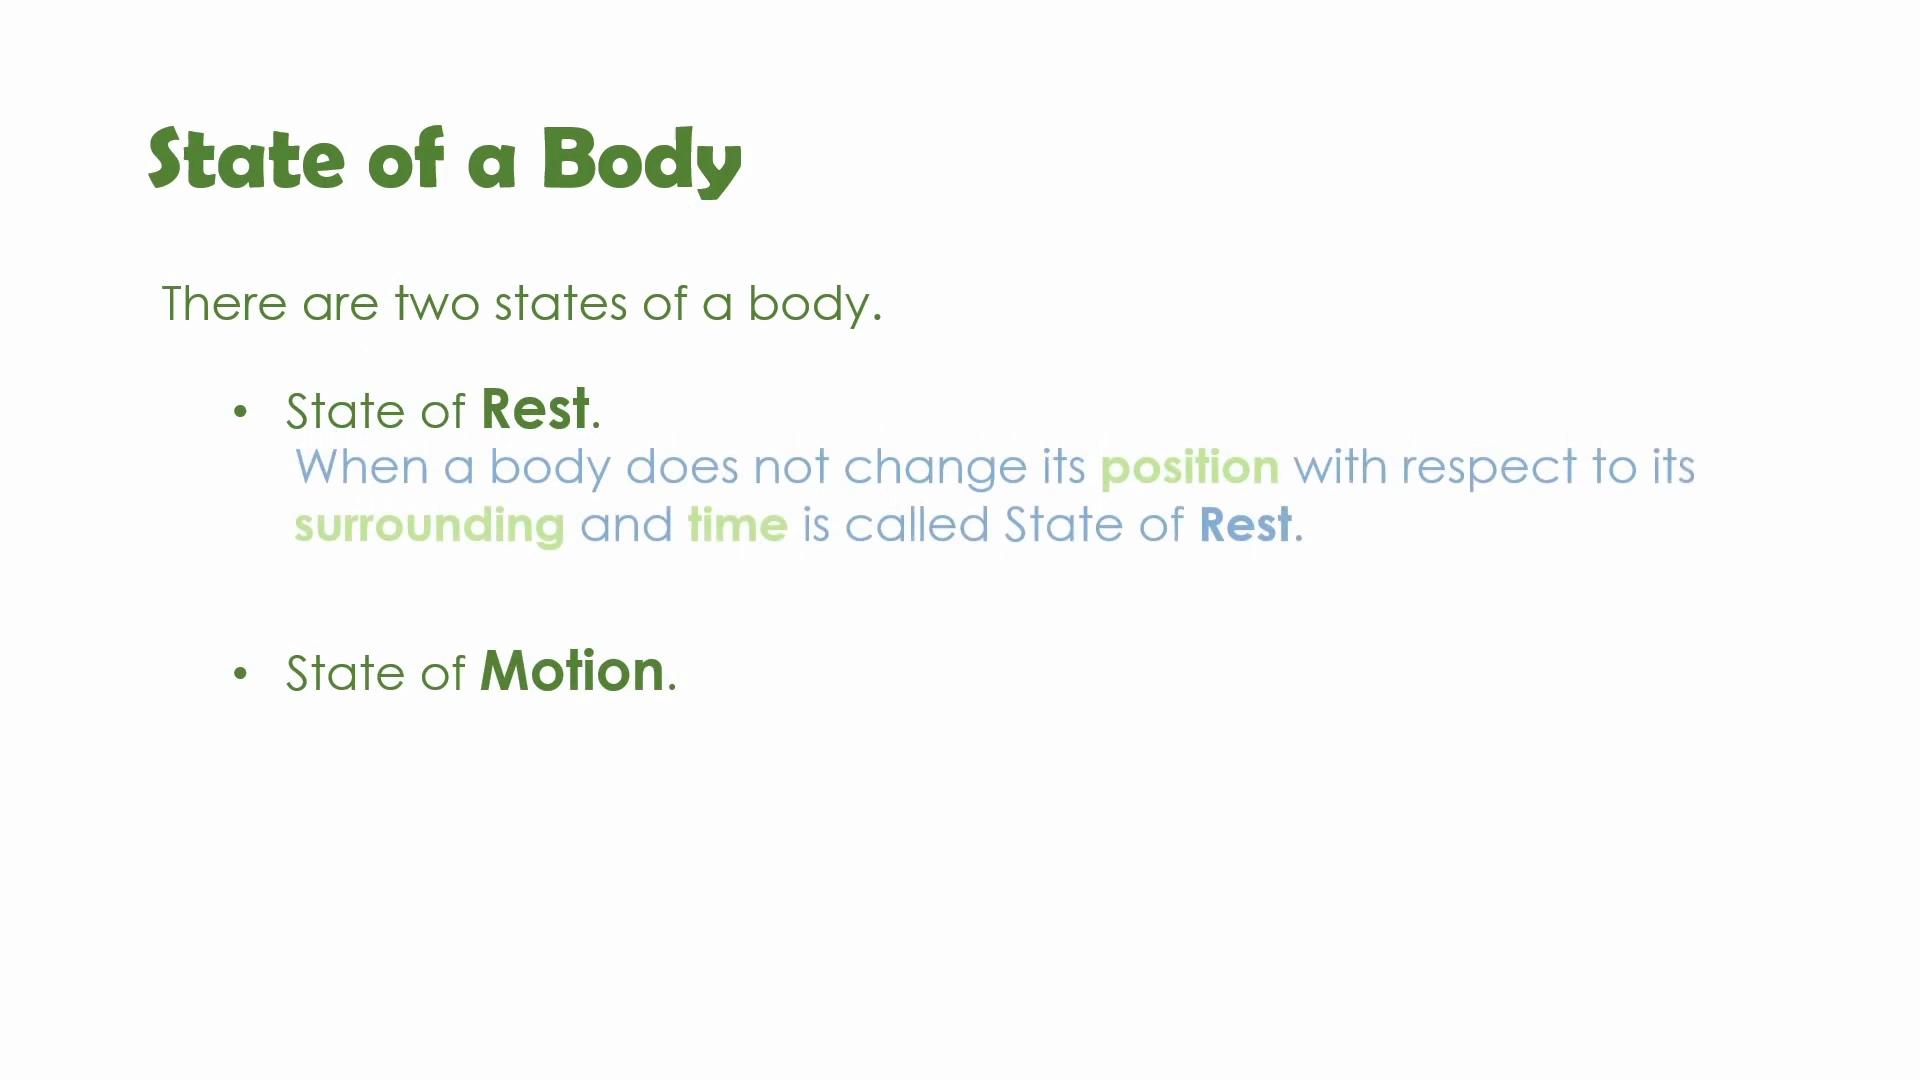 State of a Body
There are two states of a body.
• State of Rest.
When a body does not change its position with respect to its
surrounding and time is called State of Rest.
• State of Motion.